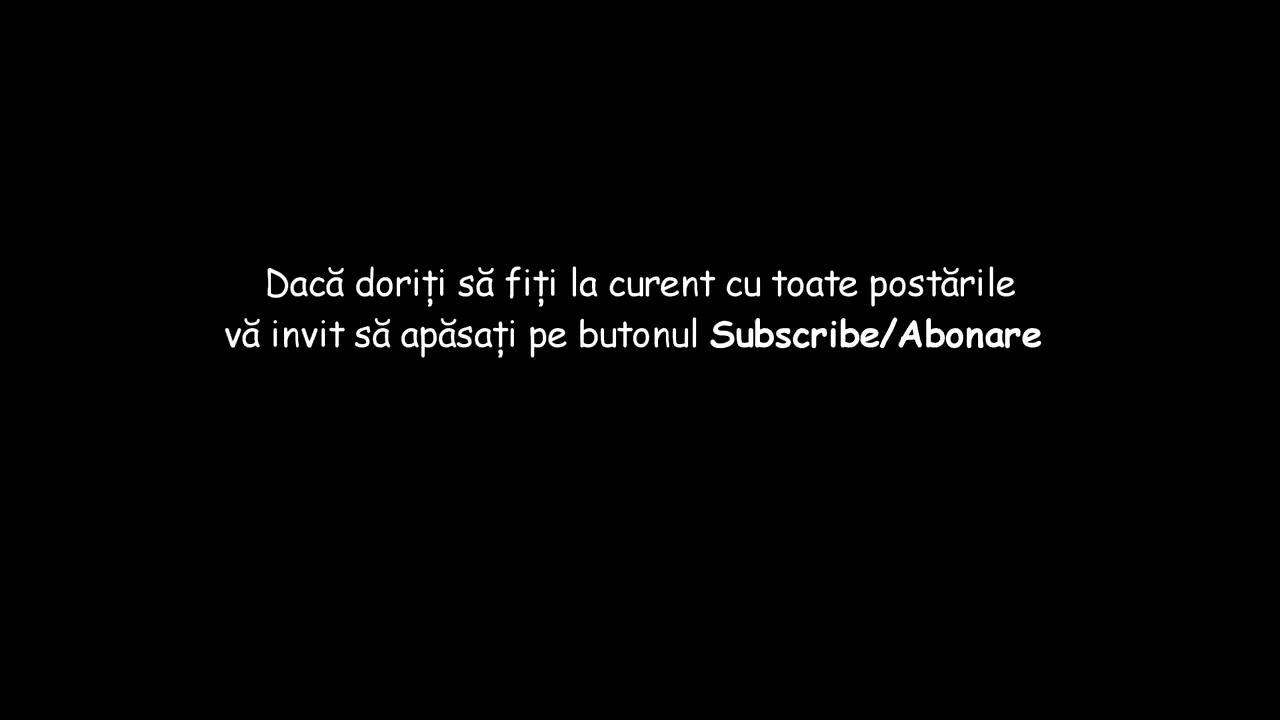 Dacă doriți să fiți la curent cu toate postările
vă invit să apăsați pe butonul Subscribe/Abonare